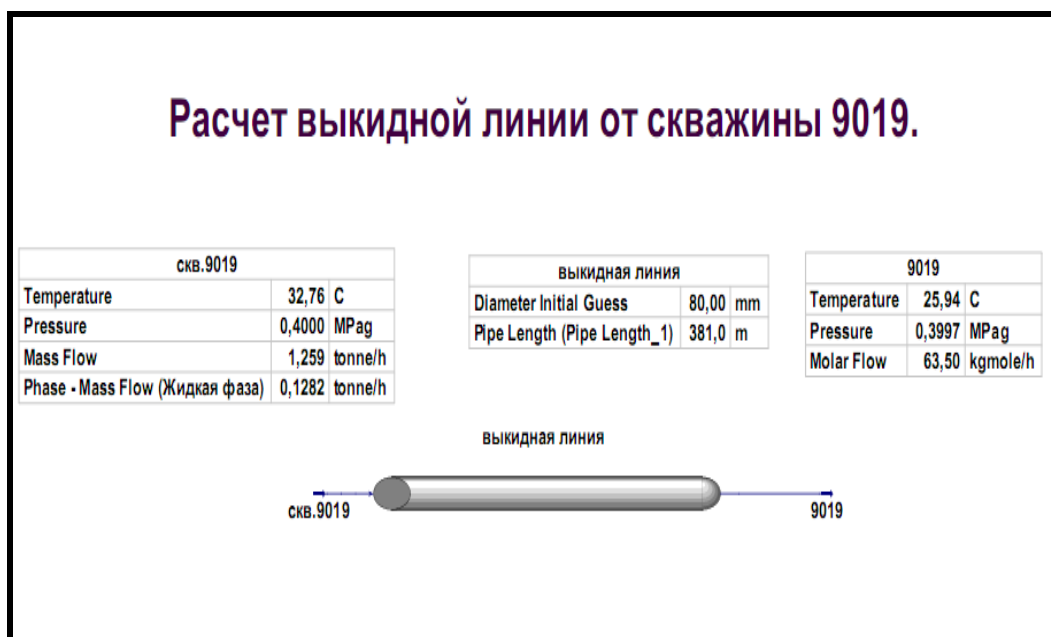 Расчет выкидной линии от скважины 9019.
скв.9019
Temperature 32,76 C
Pressure 0,4000 MPag
Mass Flow 1,259 tonne/h
Phase - Mass Flow (Жидкая фаза) 0,1282 tonne/h
выкидная линия
Diameter Initial Guess 80,00 mm
Pipe Length (Pipe Length_1) 381,0 m
9019
Temperature 25,94 C
Pressure 0,3997 MPag
Molar Flow 63,50 kgmole/h
выкидная линия
скв.9019
9019